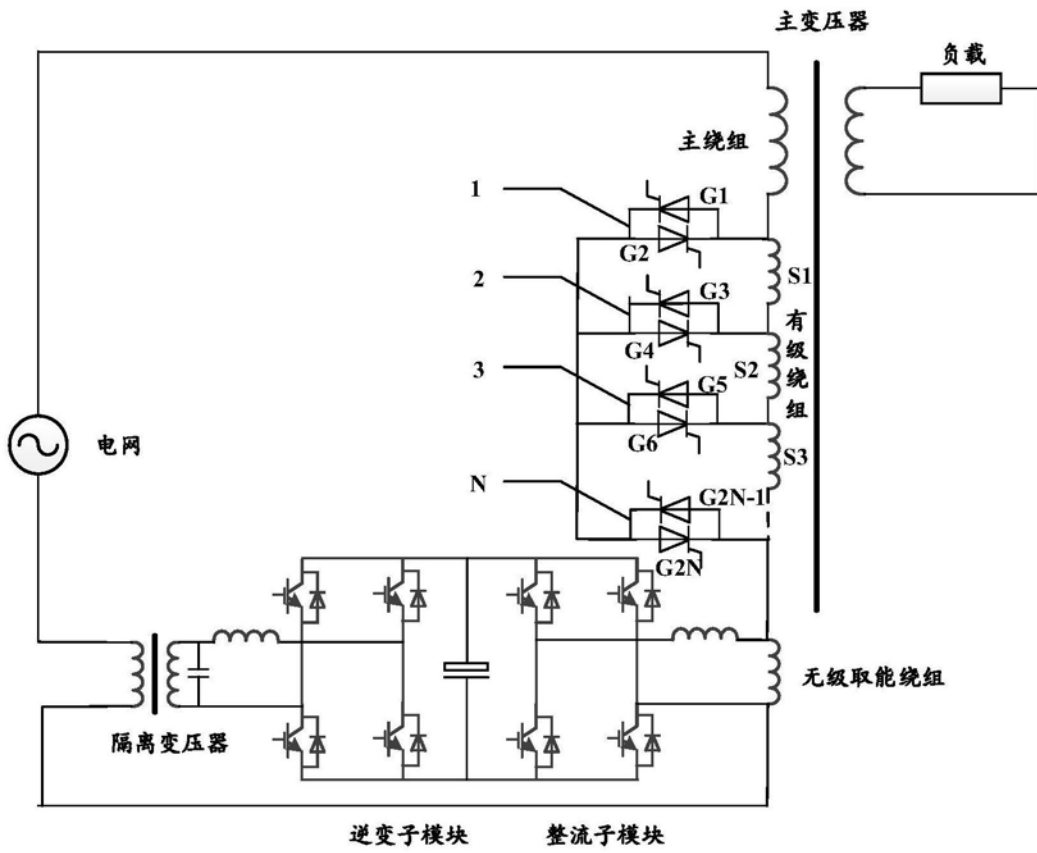 主变压器
负载
主绕组
1
G1
G2
S1
2
G3
G4
有级绕组
S2
3
G5
G6
S3
电网
N
G2N-1
G2N
无级取能绕组
隔离变压器
逆变子模块
整流子模块